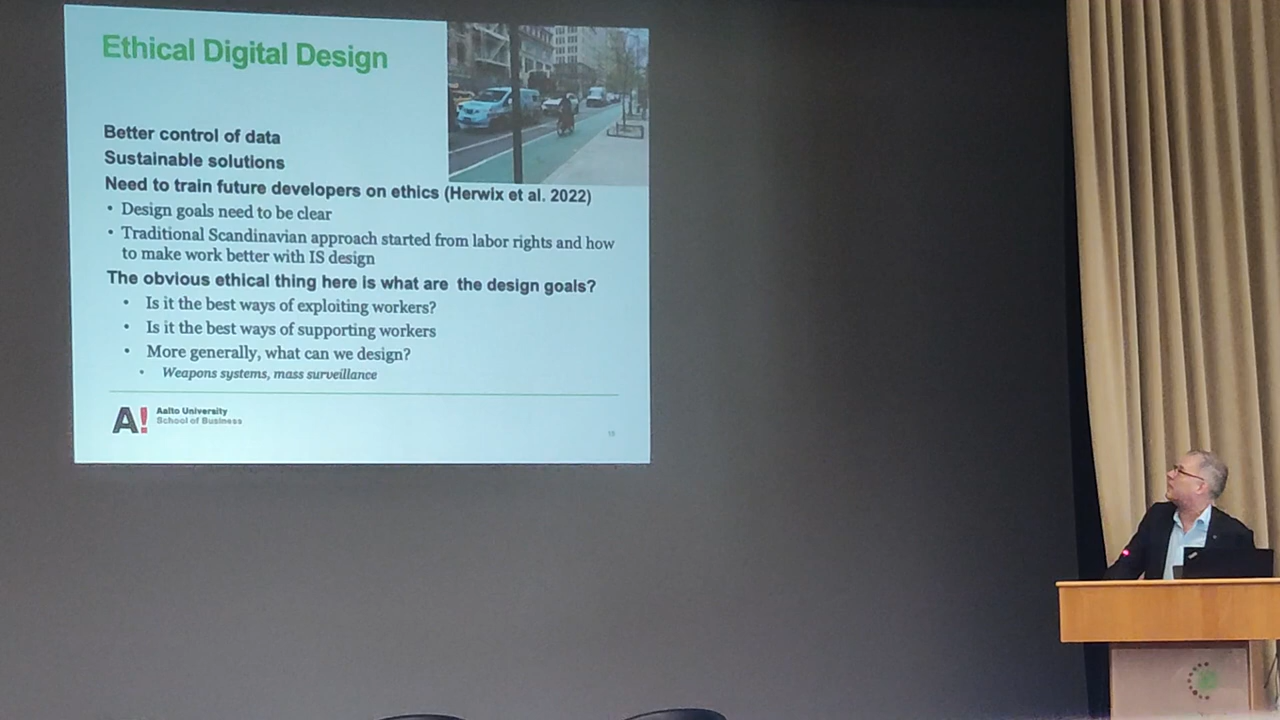 Ethical Digital Design
Better control of data
Sustainable solutions
Need to train future developers on ethics (Herwix et al. 2022)
• Design goals need to be clear
• Traditional Scandinavian approach started from labor rights and how
to make work better with IS design
The obvious ethical thing here is what are the design goals?
• Is it the best ways of exploiting workers?
• Is it the best ways of supporting workers
• More generally, what can we design?
• Weapons systems, mass surveillance
A!
Aalto University
School of Business